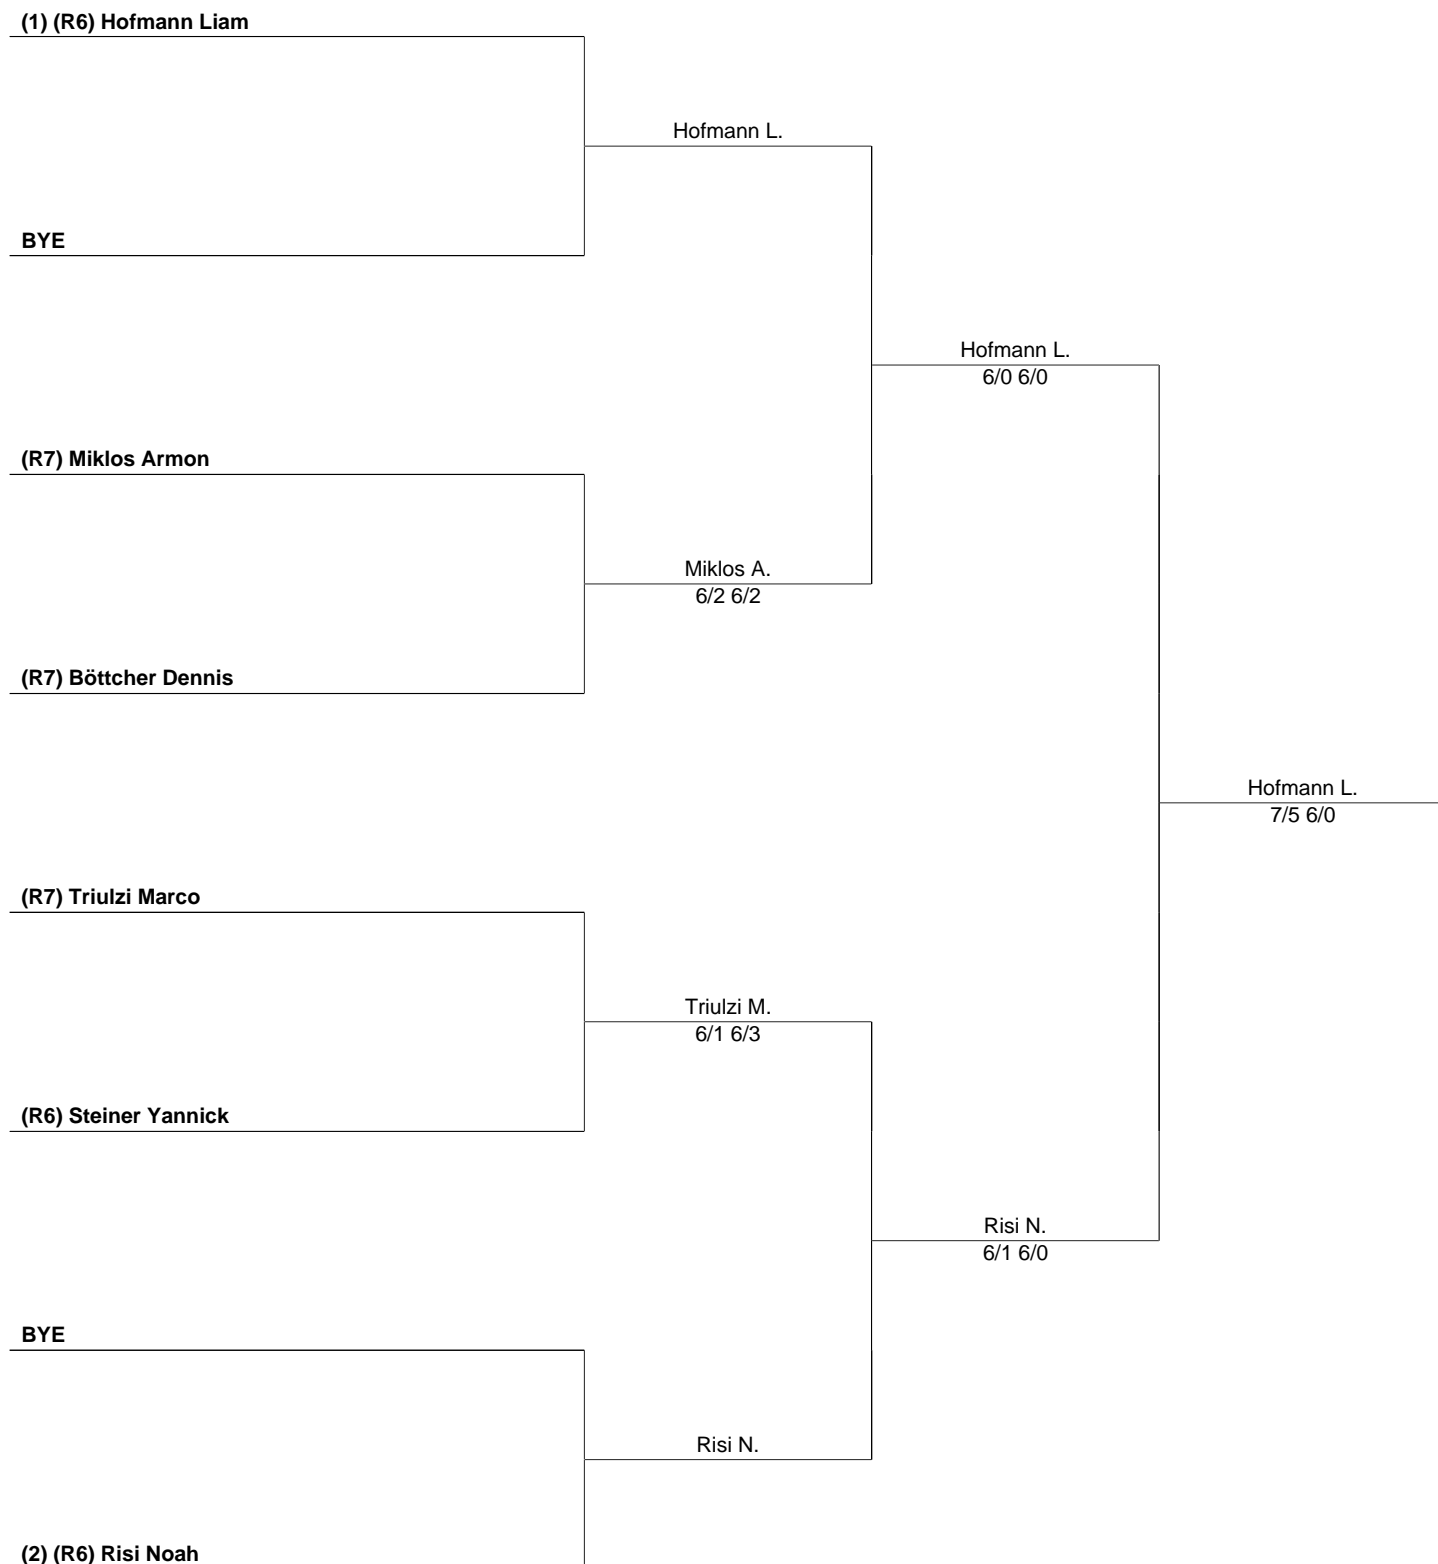 (1) (R6) Hofmann Liam
Hofmann L.
BYE
Hofmann L.
6/0 6/0
(R7) Miklos Armon
Miklos A.
6/2 6/2
(R7) Böttcher Dennis
Hofmann L.
7/5 6/0
(R7) Triulzi Marco
Triulzi M.
6/1 6/3
(R6) Steiner Yannick
Risi N.
6/1 6/0
BYE
Risi N.
(2) (R6) Risi Noah